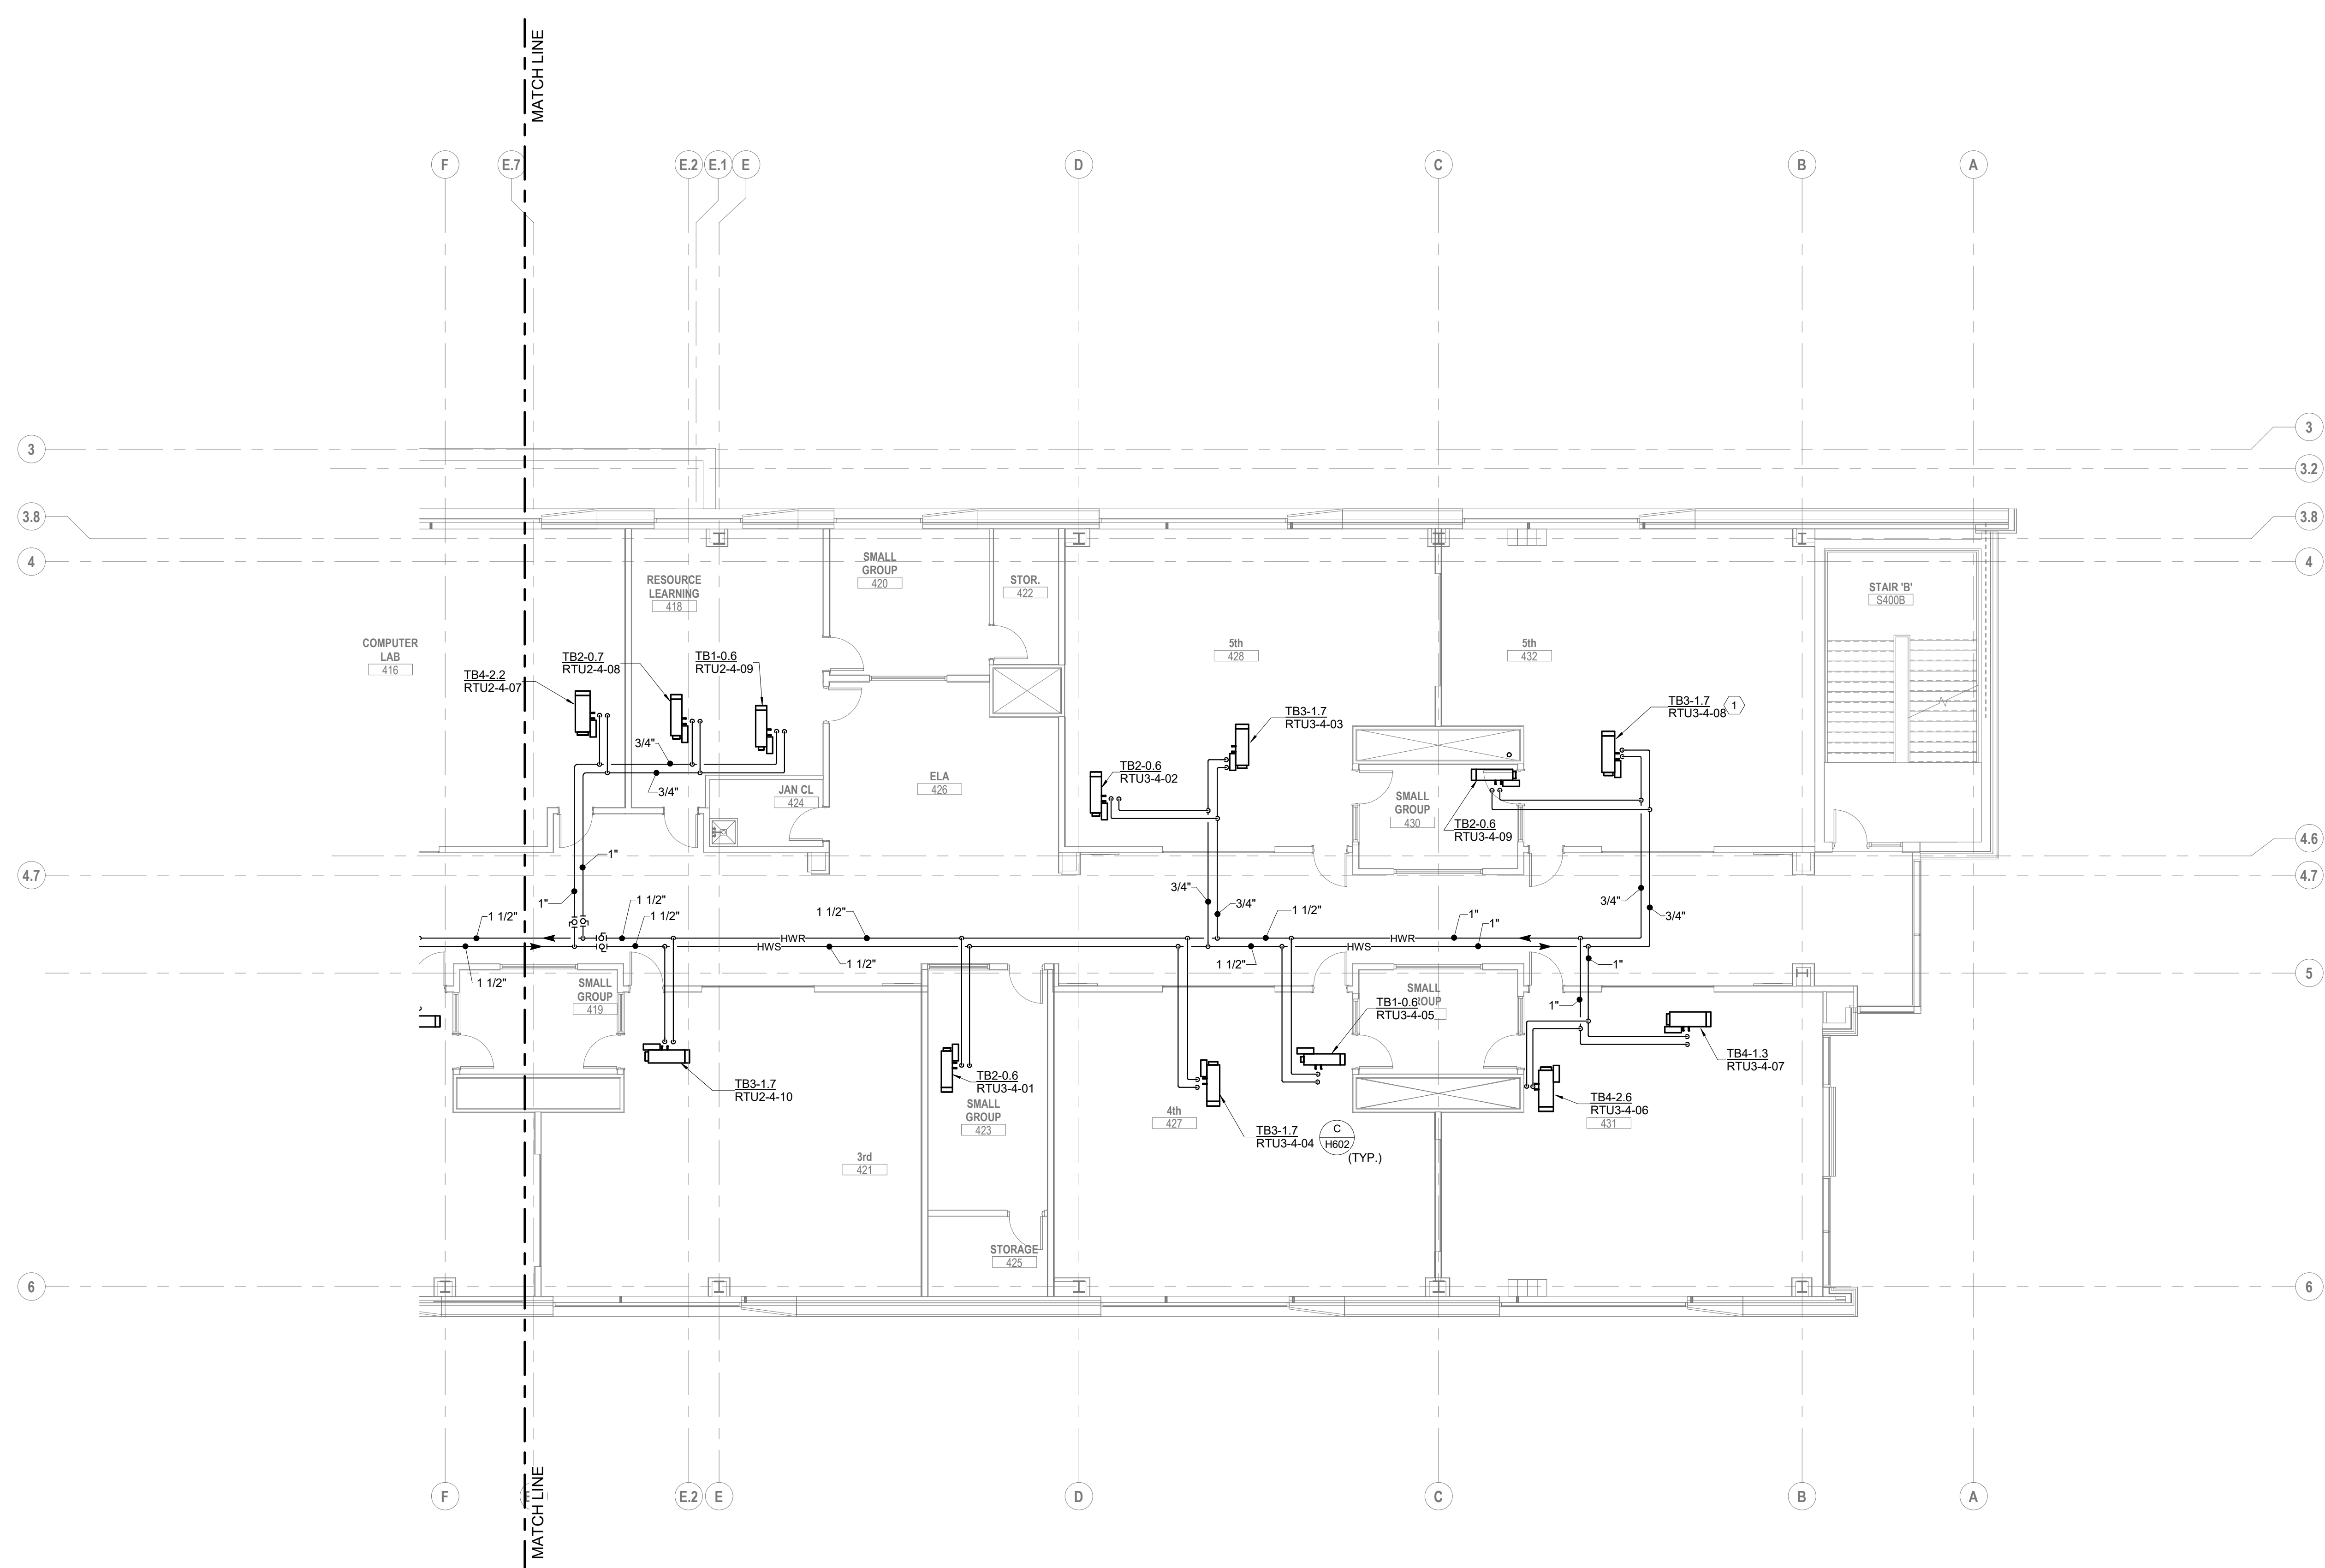 MATCH LINE
F
E.7
E.2
E.1
E
D
C
B
A
3
3
3.2
3.8
3.8
4
4
SMALL
GROUP
420
RESOURCE
LEARNING
418
STOR.
422
STAIR 'B'
S400B
COMPUTER
LAB
416
5th
428
5th
432
TB4-2.2
RTU2-4-07
TB2-0.7
RTU2-4-08
TB1-0.6
RTU2-4-09
TB3-1.7
RTU3-4-03
TB3-1.7
RTU3-4-08
1
3/4"
3/4"
JAN CL
424
ELA
426
TB2-0.6
RTU3-4-02
SMALL
GROUP
430
TB2-0.6
RTU3-4-09
4.6
4.7
4.7
1"
1"
3/4"
3/4"
3/4"
3/4"
1 1/2"
1 1/2"
1 1/2"
1 1/2"
1 1/2"
1"
1"
HWR
HWR
HWS
HWS
1 1/2"
1 1/2"
1 1/2"
1"
1"
5
SMALL
GROUP
419
SMALL
ROUP
TB1-0.6
RTU3-4-05
TB3-1.7
RTU2-4-10
TB2-0.6
RTU3-4-01
SMALL
GROUP
423
TB4-1.3
RTU3-4-07
TB4-2.6
RTU3-4-06
431
4th
427
TB3-1.7
RTU3-4-04
C
H602
(TYP.)
3rd
421
STORAGE
425
6
6
MATCH LINE
F
E.2
E
D
C
B
A